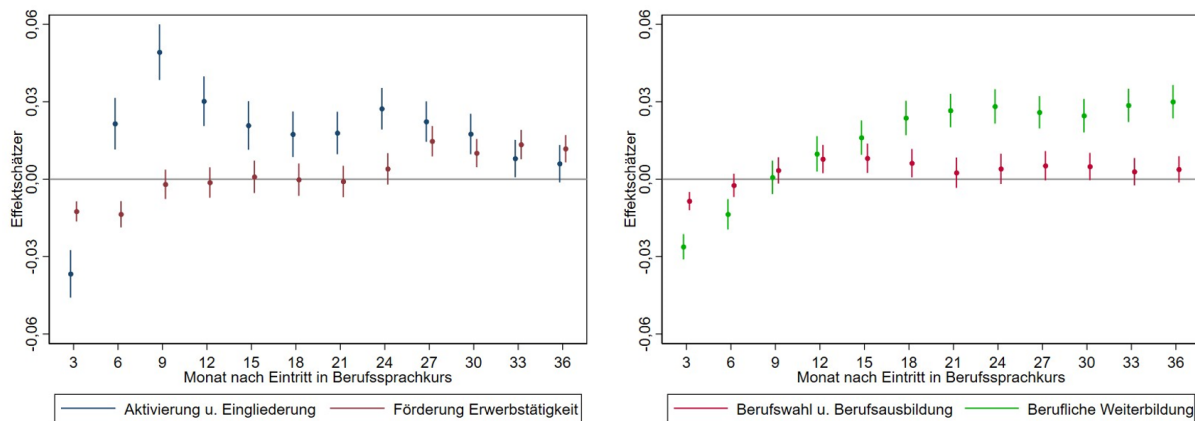 Effektschätzer
0,06
0,03
0,00
-0,03
-0,06
3 6 9 12 15 18 21 24 27 30 33 36
Monat nach Eintritt in Berufssprachkurs
Aktivierung u. Eingliederung Förderung Erwerbstätigkeit
Effektschätzer
0,06
0,03
0,00
-0,03
-0,06
3 6 9 12 15 18 21 24 27 30 33 36
Monat nach Eintritt in Berufssprachkurs
Berufswahl u. Berufsausbildung Berufliche Weiterbildung